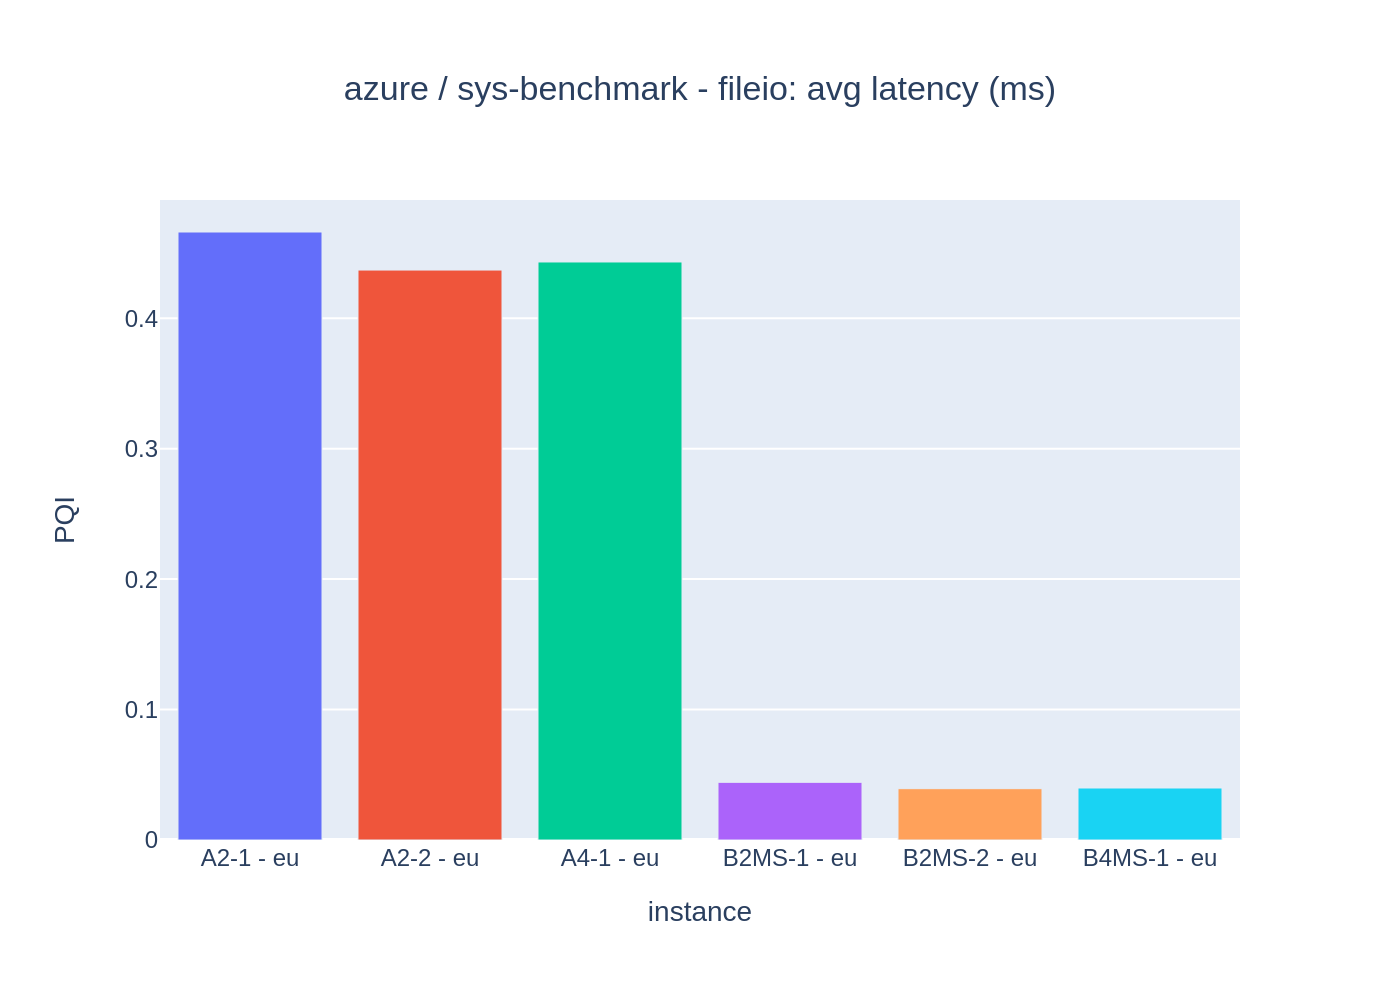 azure / sys-benchmark - fileio: avg latency (ms)
PQI
0.4
0.3
0.2
0.1
0
A2-1 - eu
A2-2 - eu
A4-1 - eu
B2MS-1 - eu
B2MS-2 - eu
B4MS-1 - eu
instance